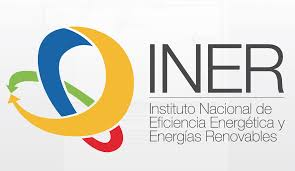 INER
Instituto Nacional de
Eficiencia Energética y
Energías Renovables